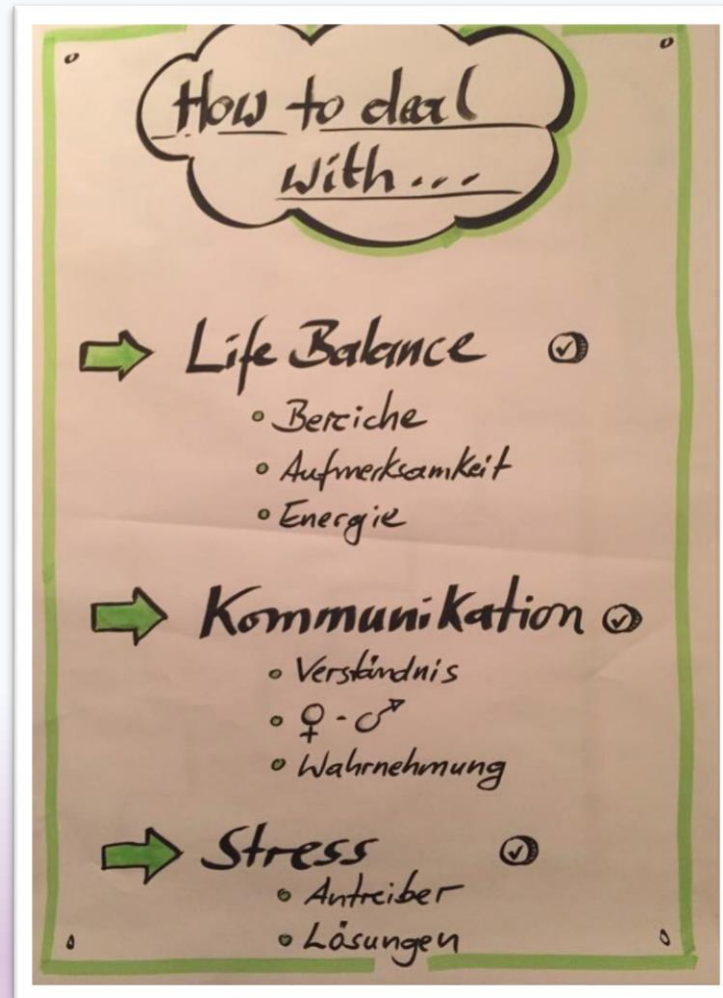 How to deal
with...
Life Balance
Bereiche
Aufmerksamkeit
Energie
Kommunikation
Verständnis
♀ - ♂
Wahrnehmung
Stress
Antreiber
Lösungen